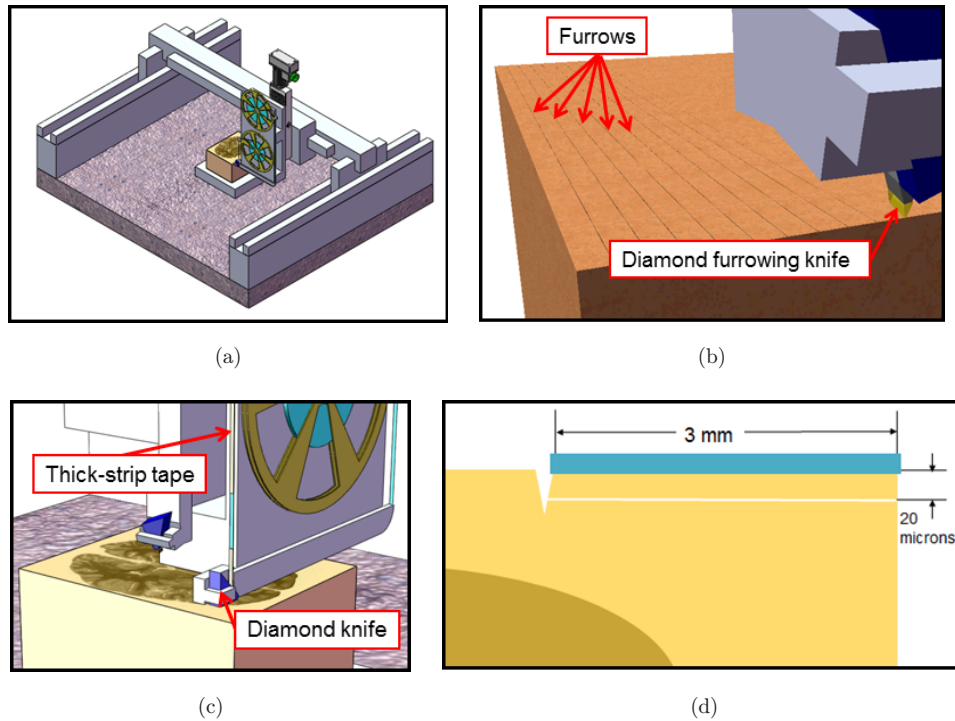 Furrows
Diamond furrowing knife
(a)
(b)
Thick-strip tape
Diamond knife
3 mm
20
microns
(c)
(d)